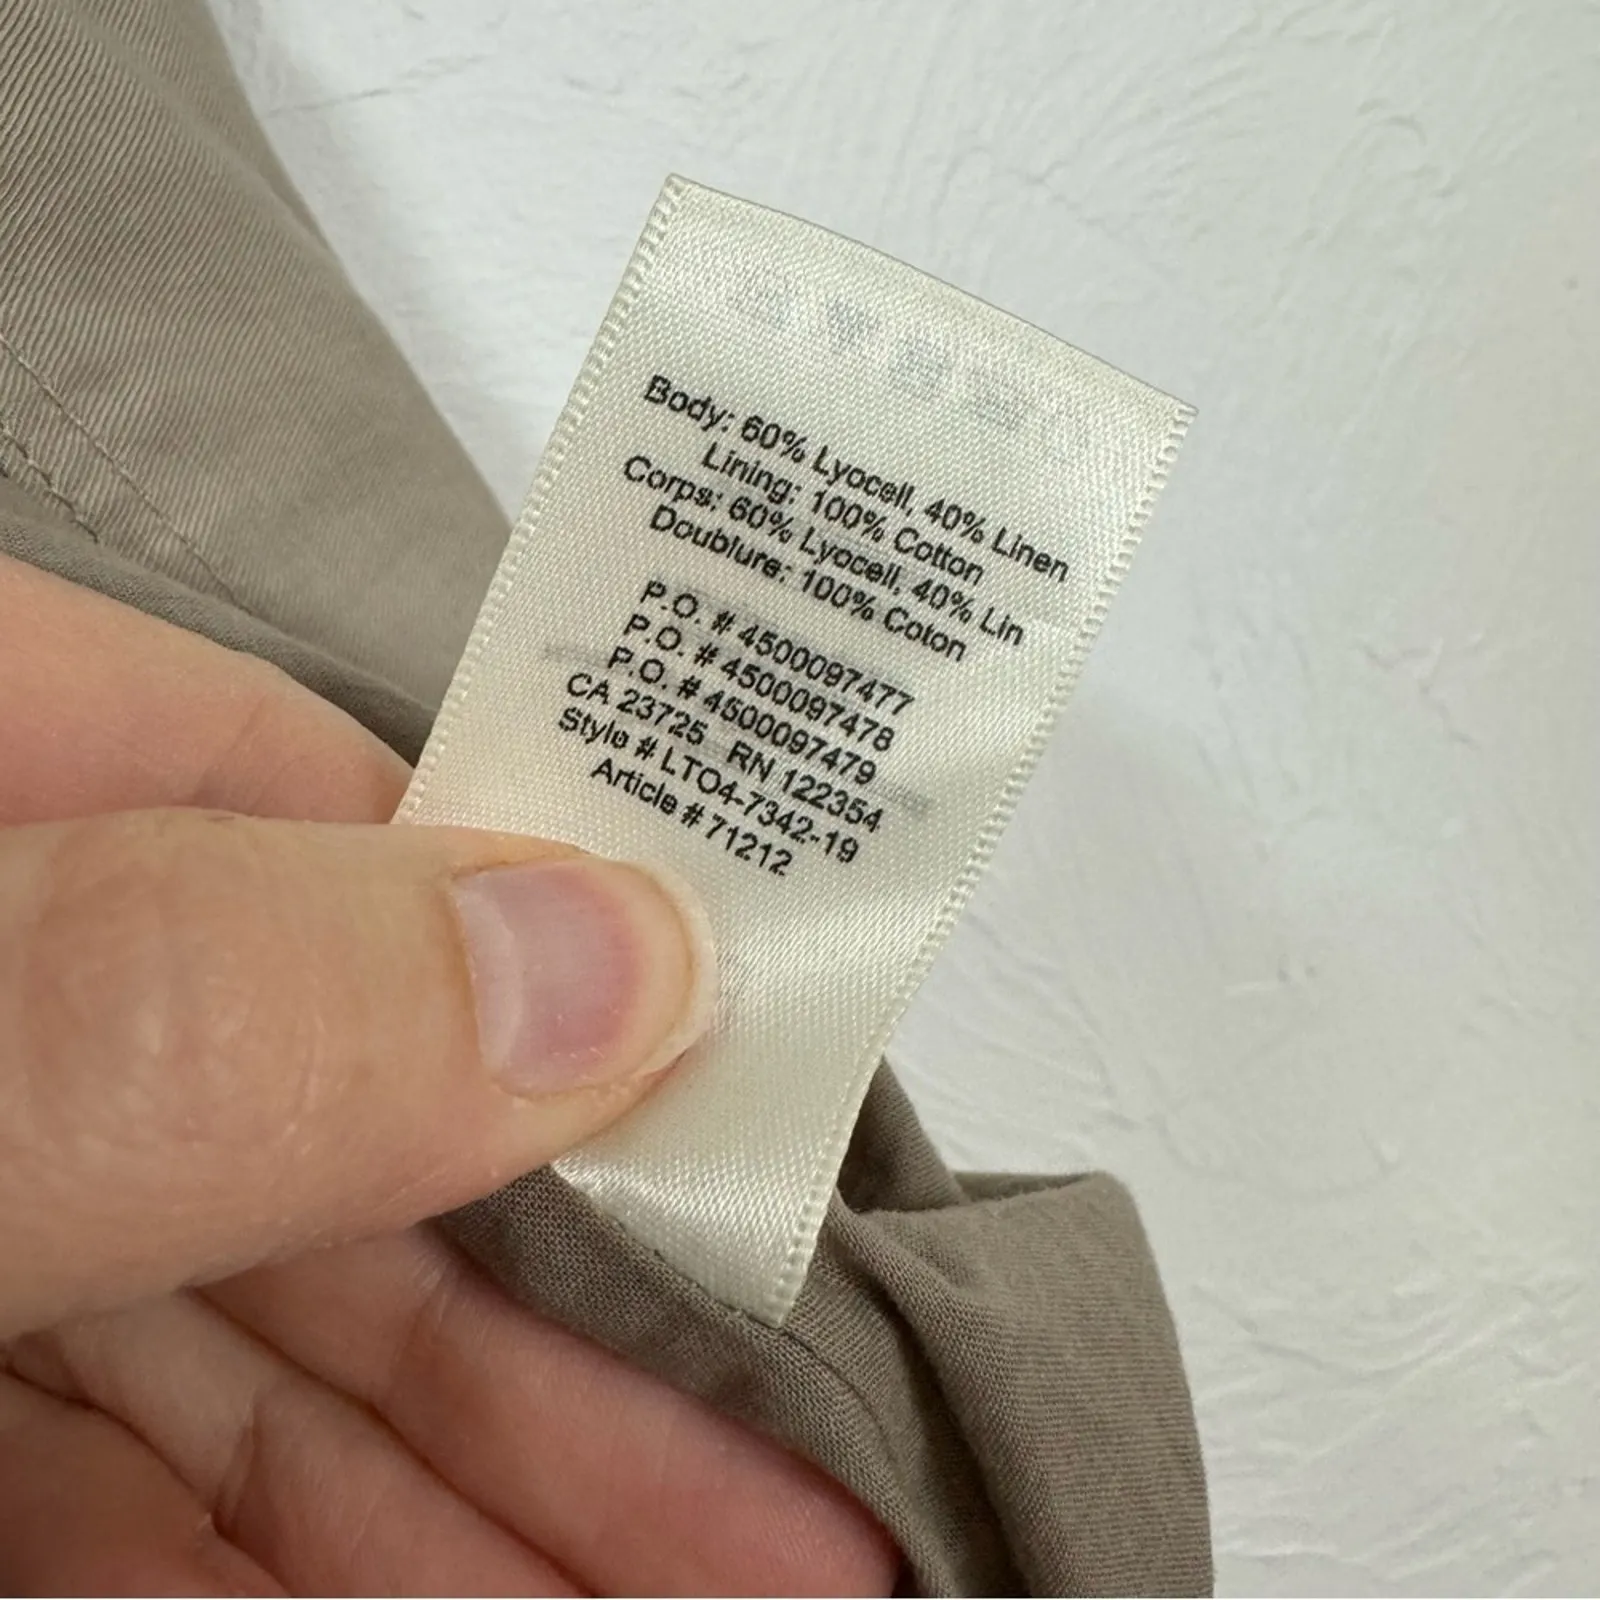 Body: 60% Lyocell, 40% Linen
Lining: 100% Cotton
Corps: 60% Lyocell, 40% Lin
Doublure: 100% Coton
P.O. # 4500097477
P.O. # 4500097478
P.O. # 4500097479
CA 23725 RN 122354
Style # LTO4-7342-19
Article # 71212